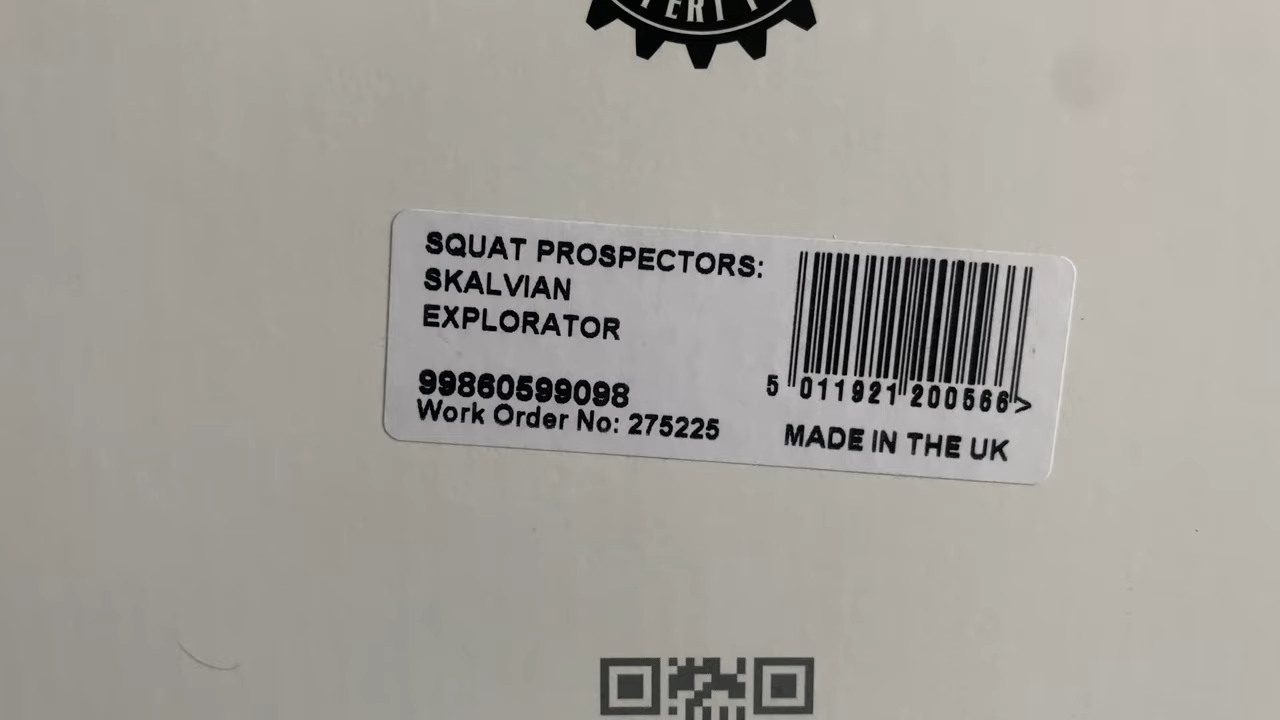 SQUAT PROSPECTORS:
SKALVIAN
EXPLORATOR
99860599098
Work Order No: 275225
5 011921 200566 >
MADE IN THE UK